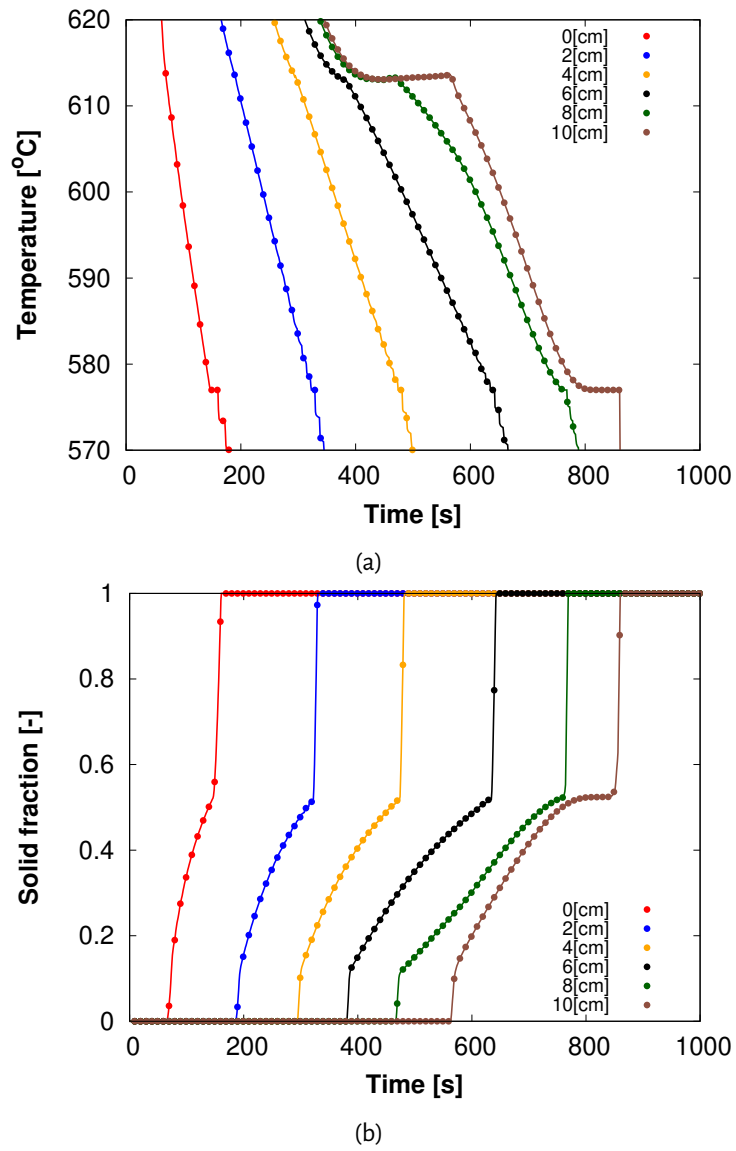 620
610
600
590
580
570
Temperature [°C]
0[cm]
2[cm]
4[cm]
6[cm]
8[cm]
10[cm]
0 200 400 600 800 1000
Time [s]
(a)
1
0.8
0.6
0.4
0.2
0
Solid fraction [-]
0[cm]
2[cm]
4[cm]
6[cm]
8[cm]
10[cm]
0 200 400 600 800 1000
Time [s]
(b)